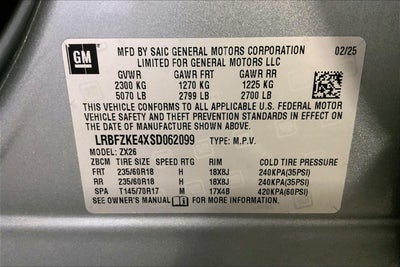 GM
MFD BY SAIC GENERAL MOTORS CORPORATION 02/25
LIMITED FOR GENERAL MOTORS LLC
GVWR GAWR FRT GAWR RR
2300 KG 1270 KG 1225 KG
5070 LB 2799 LB 2700 LB
THIS VEHICLE CONFORMS TO ALL APPLICABLE U.S. FEDERAL MOTOR
VEHICLE SAFETY AND THEFT PREVENTION STANDARDS IN EFFECT ON
THE DATE OF MANUFACTURE SHOWN ABOVE.
LRBFZKE4XSD062099 TYPE: M.P.V.
MODEL: ZX26
ZBCM TIRE SIZE SPEED RTG RIM COLD TIRE PRESSURE
FRT 235/60R18 H 18X8J 240KPA(35PSI)
RR 235/60R18 H 18X8J 240KPA(35PSI)
SPA T145/70R17 M 17X4B 420KPA(60PSI)
SEE OWNER'S MANUAL FOR MORE INFORMATION.